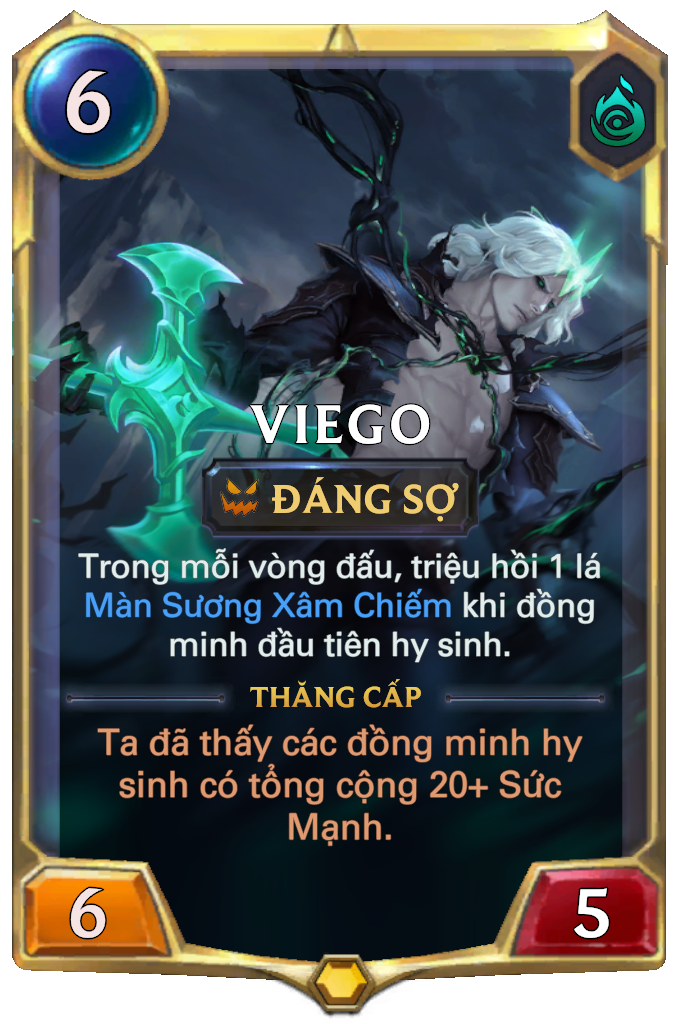 6
VIEGO
ĐÁNG SỢ
Trong mỗi vòng đấu, triệu hồi 1 lá
Màn Sương Xâm Chiếm khi đồng
minh đầu tiên hy sinh.
THĂNG CẤP
Ta đã thấy các đồng minh hy
sinh có tổng cộng 20+ Sức
Mạnh.
6
5